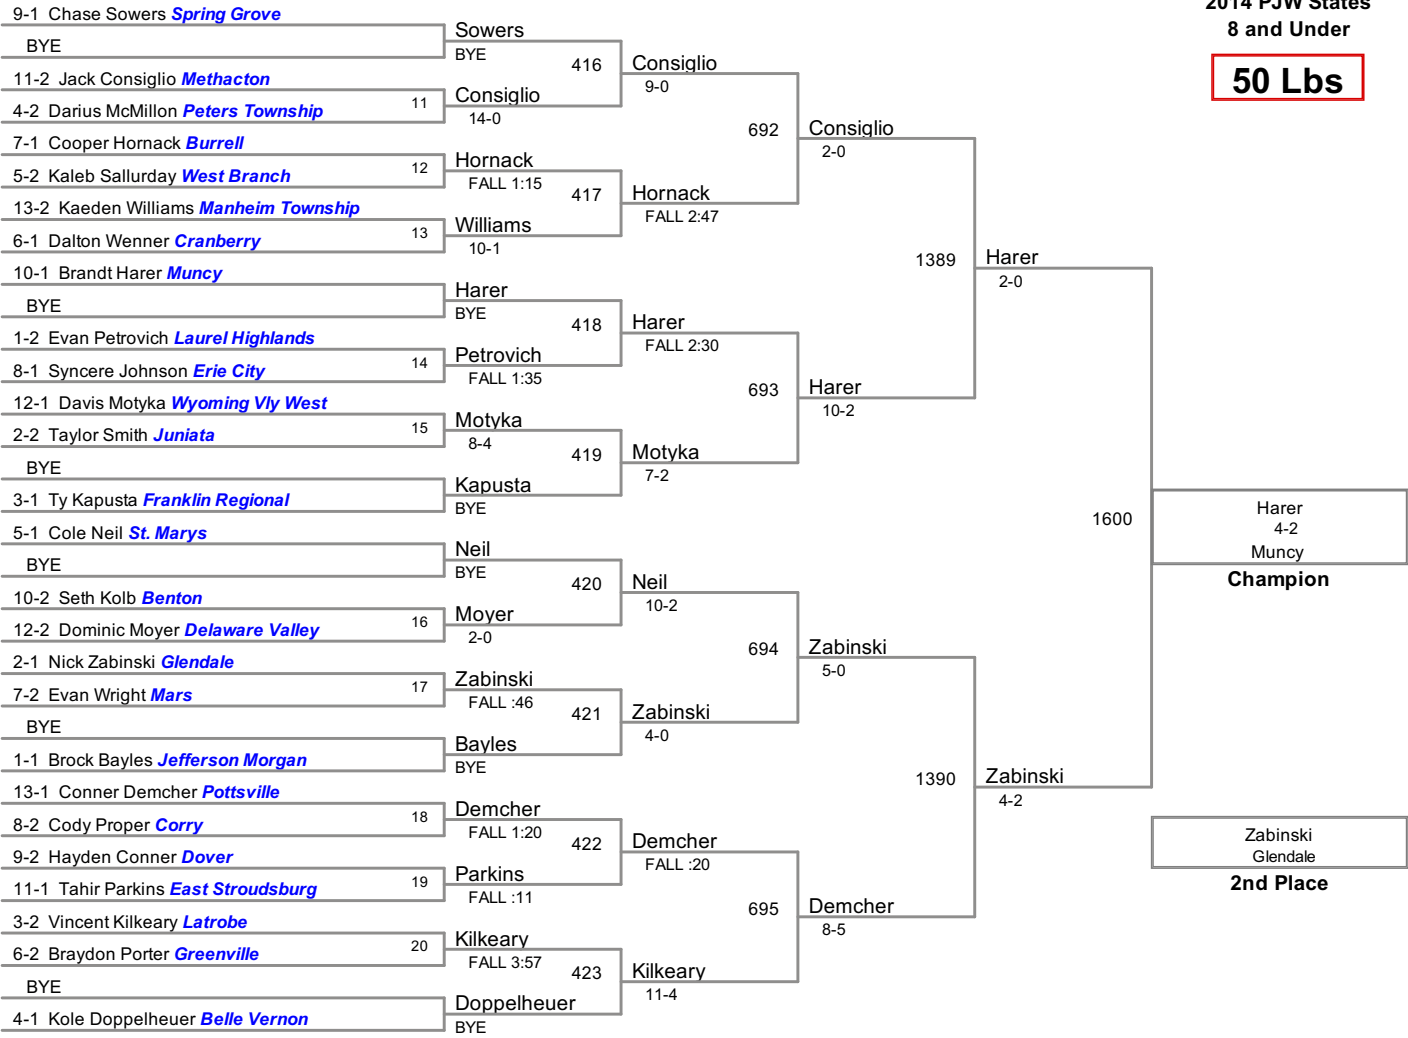 2014 PJW States
8 and Under
50 Lbs
9-1 Chase Sowers Spring Grove
BYE
11-2 Jack Consiglio Methacton
4-2 Darius McMillon Peters Township
7-1 Cooper Hornack Burrell
5-2 Kaleb Sallurday West Branch
13-2 Kaeden Williams Manheim Township
6-1 Dalton Wenner Cranberry
10-1 Brandt Harer Muncy
BYE
1-2 Evan Petrovich Laurel Highlands
8-1 Syncere Johnson Erie City
12-1 Davis Motyka Wyoming Vly West
2-2 Taylor Smith Juniata
BYE
3-1 Ty Kapusta Franklin Regional
5-1 Cole Neil St. Marys
BYE
10-2 Seth Kolb Benton
12-2 Dominic Moyer Delaware Valley
2-1 Nick Zabinski Glendale
7-2 Evan Wright Mars
BYE
1-1 Brock Bayles Jefferson Morgan
13-1 Conner Demcher Pottsville
8-2 Cody Proper Corry
9-2 Hayden Conner Dover
11-1 Tahir Parkins East Stroudsburg
3-2 Vincent Kilkeary Latrobe
6-2 Braydon Porter Greenville
BYE
4-1 Kole Doppelheuer Belle Vernon
11
12
13
14
15
16
17
18
19
20
Sowers
BYE
Consiglio
14-0
Hornack
FALL 1:15
Williams
10-1
Harer
BYE
Petrovich
FALL 1:35
Motyka
8-4
Kapusta
BYE
Neil
BYE
Moyer
2-0
Zabinski
FALL :46
Bayles
BYE
Demcher
FALL 1:20
Parkins
FALL :11
Kilkeary
FALL 3:57
Doppelheuer
BYE
416
417
418
419
420
421
422
423
Consiglio
9-0
Hornack
FALL 2:47
Harer
FALL 2:30
Motyka
7-2
Neil
10-2
Zabinski
4-0
Demcher
FALL :20
Kilkeary
11-4
692
693
694
695
Consiglio
2-0
Harer
10-2
Zabinski
5-0
Demcher
8-5
1389
1390
Harer
2-0
Zabinski
4-2
1600
Harer
4-2
Muncy
Champion
Zabinski
Glendale
2nd Place